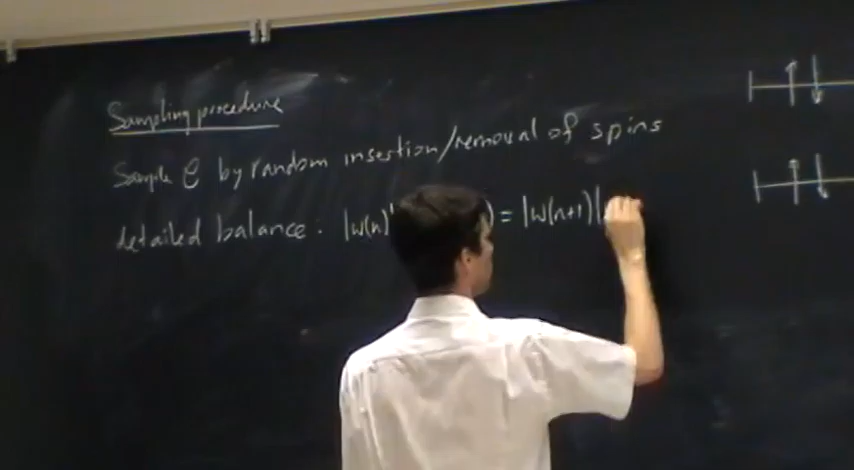 Sampling procedure
Sample C by random insertion/removal of spins
detailed balance: |w(n)| ) = |w(n+1)|